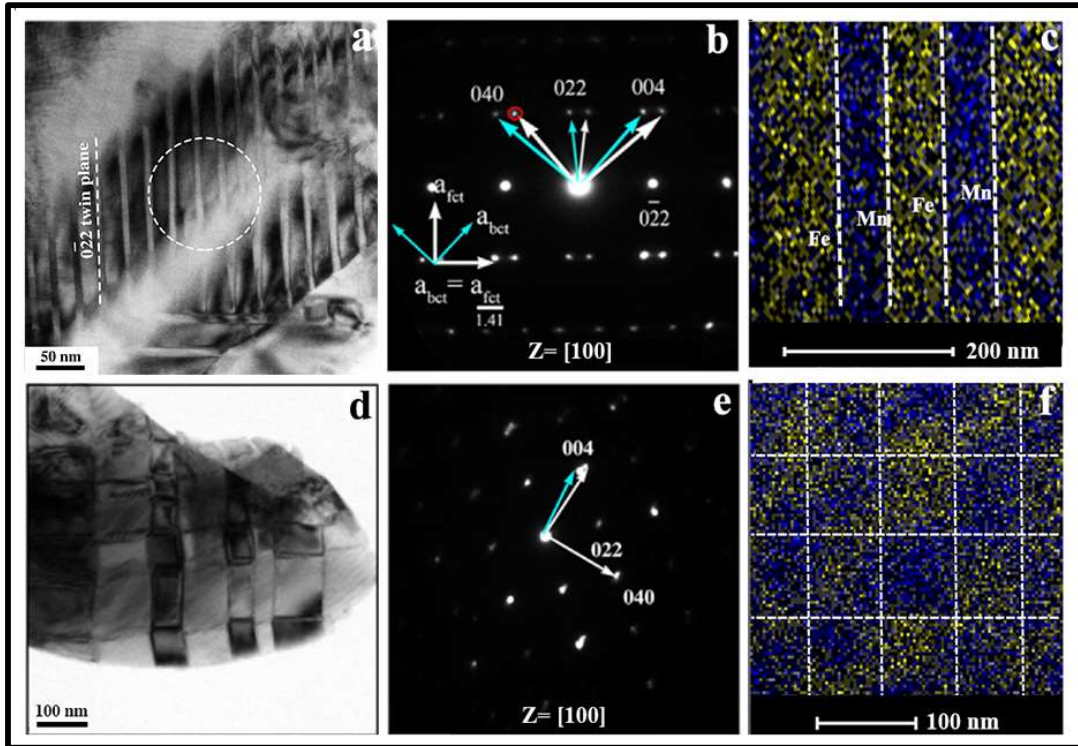 a
0̄22 twin plane
50 nm
b
040
022
004
a_fct
a_bct
0̄22
a_bct = a_fct
1.41
Z= [100]
c
Fe
Mn
Fe
Mn
200 nm
d
100 nm
e
004
022
040
Z= [100]
f
100 nm